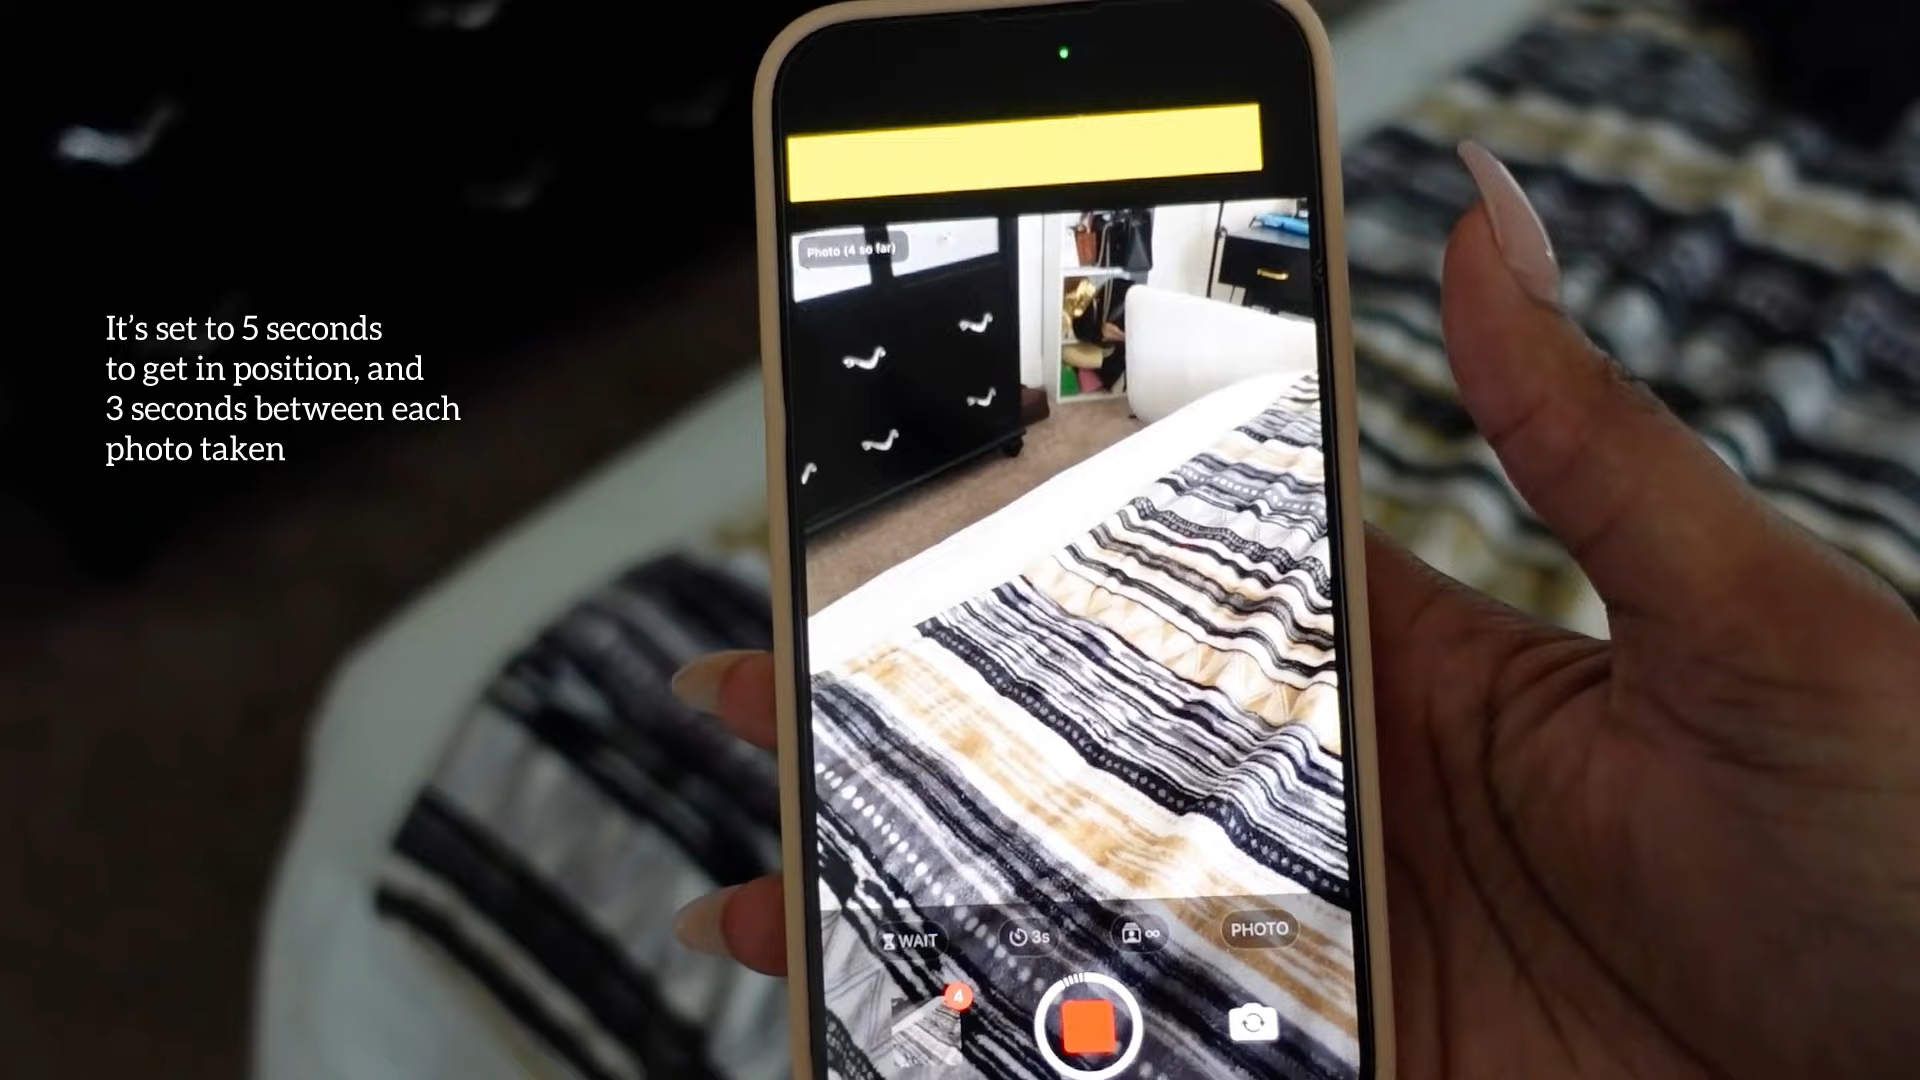 It’s set to 5 seconds
to get in position, and
3 seconds between each
photo taken
Photo (4 so far)
WAIT
3s
∞
PHOTO
4